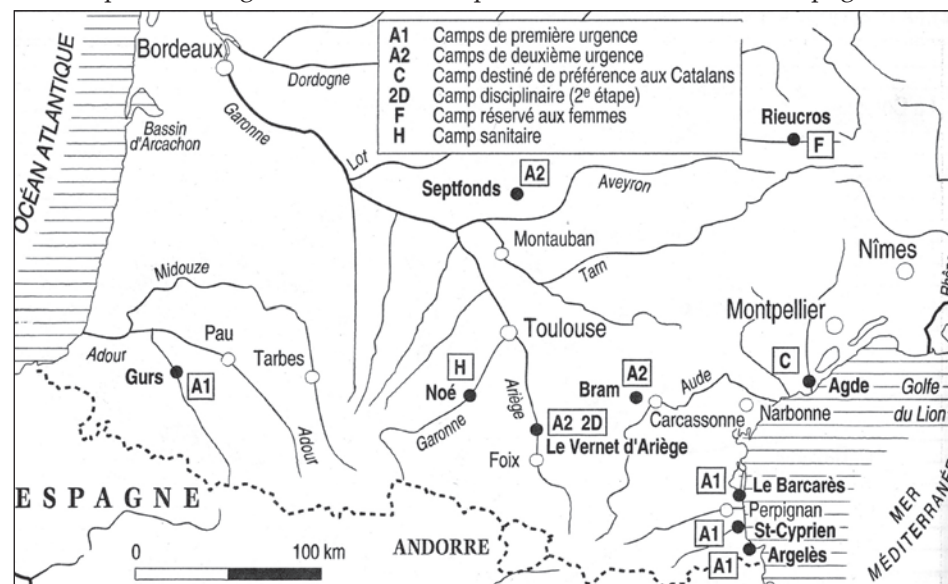 A1 Camps de première urgence
A2 Camps de deuxième urgence
C Camp destiné de préférence aux Catalans
2D Camp disciplinaire (2e étape)
F Camp réservé aux femmes
H Camp sanitaire
OCÉAN ATLANTIQUE
Bordeaux
Dordogne
Bassin
d'Arcachon
Garonne
Lot
Rieucros
F
A2
Septfonds
Aveyron
Montauban
Tarn
Nîmes
Midouze
Montpellier
Toulouse
Pau
Adour
Tarbes
Gurs
A1
Adour
H
Noé
Garonne
Ariège
A2
Bram
Aude
Carcassonne
C
Agde
Golfe
du Lion
Narbonne
A2 2D
Le Vernet d'Ariège
Foix
A1
Le Barcarès
Perpignan
A1
St-Cyprien
A1
Argelès
ESPAGNE
ANDORRE
MER
MÉDITERRANÉE
0 100 km